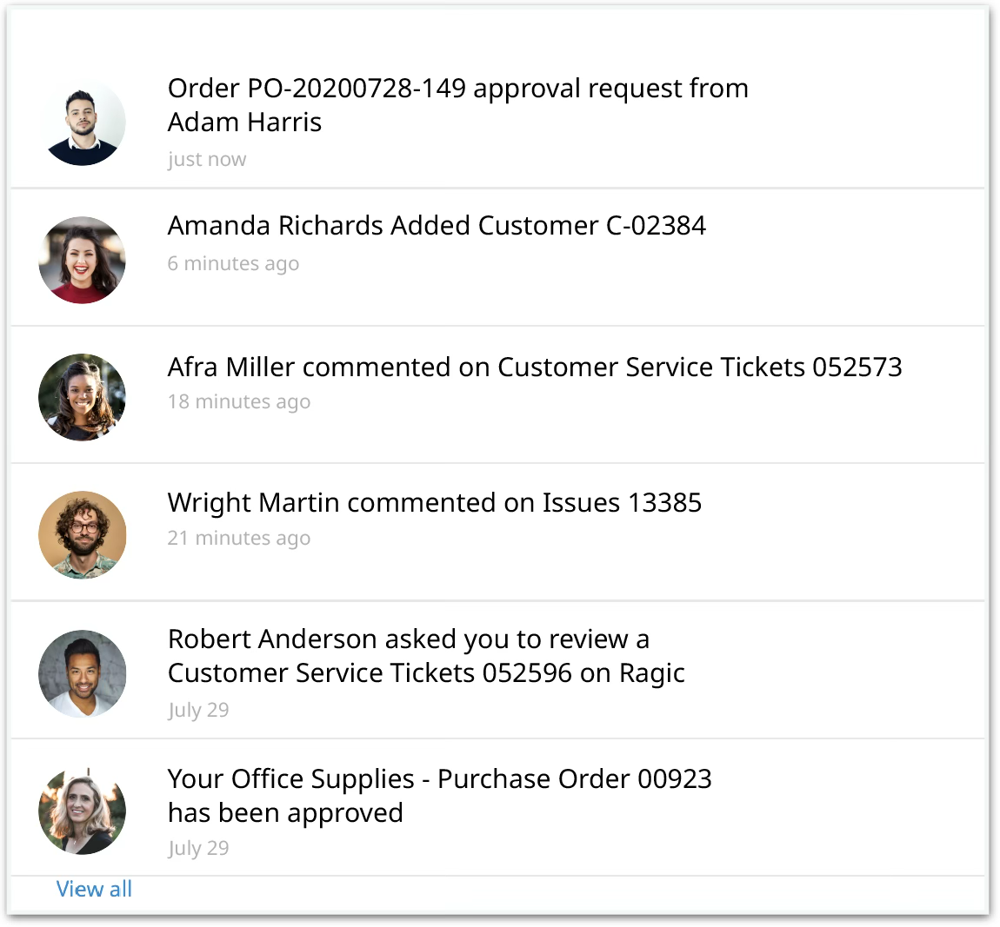 Order PO-20200728-149 approval request from
Adam Harris
just now
Amanda Richards Added Customer C-02384
6 minutes ago
Afra Miller commented on Customer Service Tickets 052573
18 minutes ago
Wright Martin commented on Issues 13385
21 minutes ago
Robert Anderson asked you to review a
Customer Service Tickets 052596 on Ragic
July 29
Your Office Supplies - Purchase Order 00923
has been approved
July 29
View all